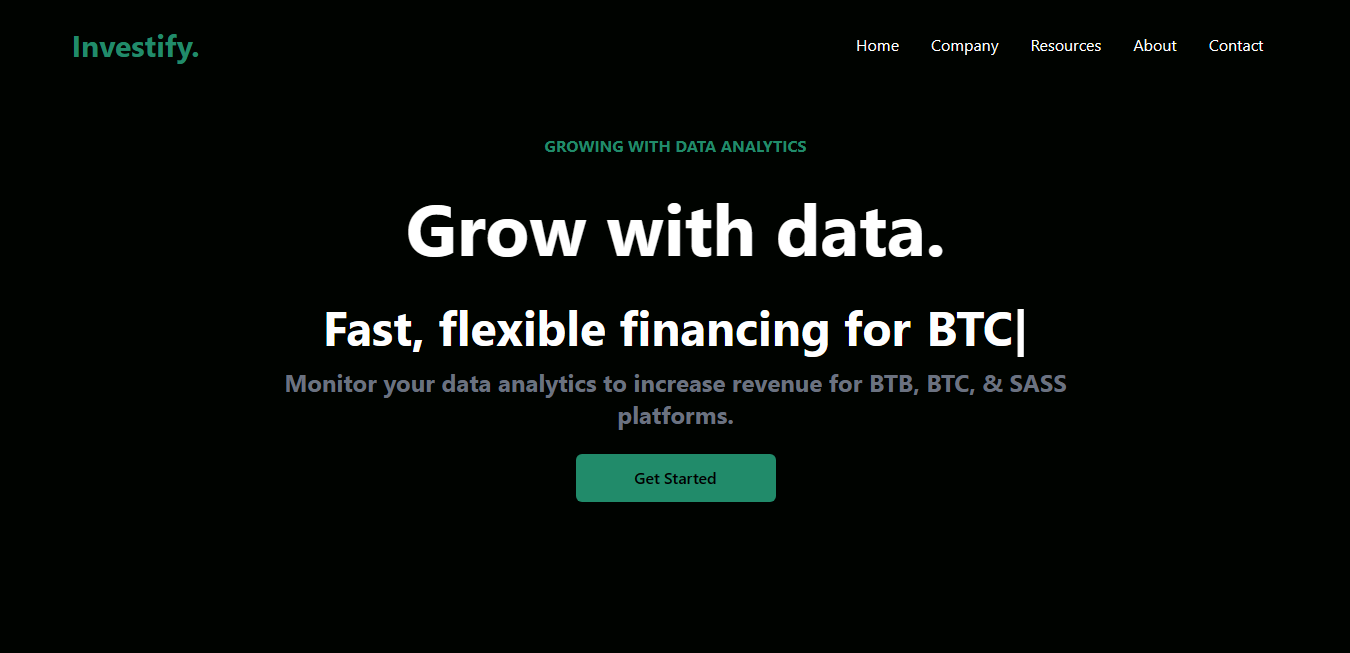 Investify.
Home Company Resources About Contact
GROWING WITH DATA ANALYTICS
Grow with data.
Fast, flexible financing for BTC|
Monitor your data analytics to increase revenue for BTB, BTC, & SASS
platforms.
Get Started